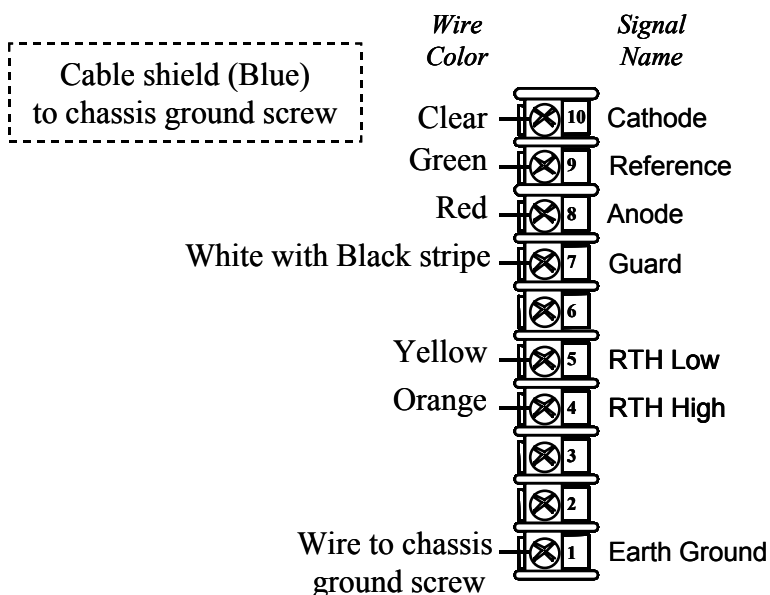 Wire Color
Signal Name
Cable shield (Blue)
to chassis ground screw
Clear 10 Cathode
Green 9 Reference
Red 8 Anode
White with Black stripe 7 Guard
6
Yellow 5 RTH Low
Orange 4 RTH High
3
2
Wire to chassis 1 Earth Ground
ground screw